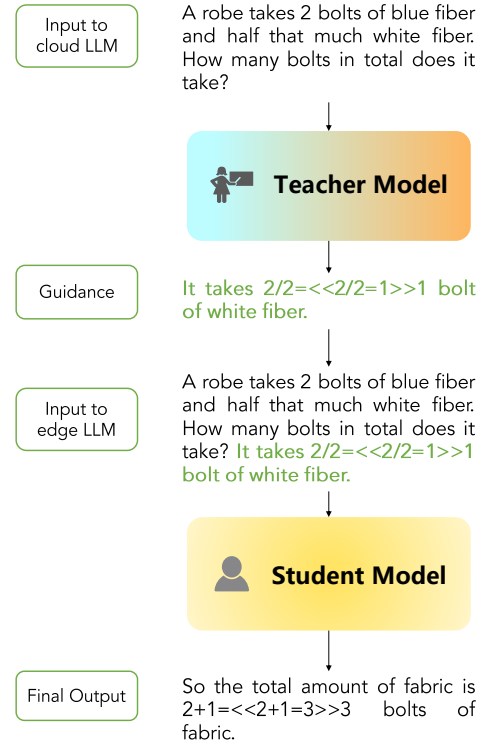 Input to
cloud LLM
A robe takes 2 bolts of blue fiber
and half that much white fiber.
How many bolts in total does it
take?
Teacher Model
Guidance
It takes 2/2=<<2/2=1>>1 bolt
of white fiber.
Input to
edge LLM
A robe takes 2 bolts of blue fiber
and half that much white fiber.
How many bolts in total does it
take? It takes 2/2=<<2/2=1>>1
bolt of white fiber.
Student Model
Final Output
So the total amount of fabric is
2+1=<<2+1=3>>3 bolts of
fabric.